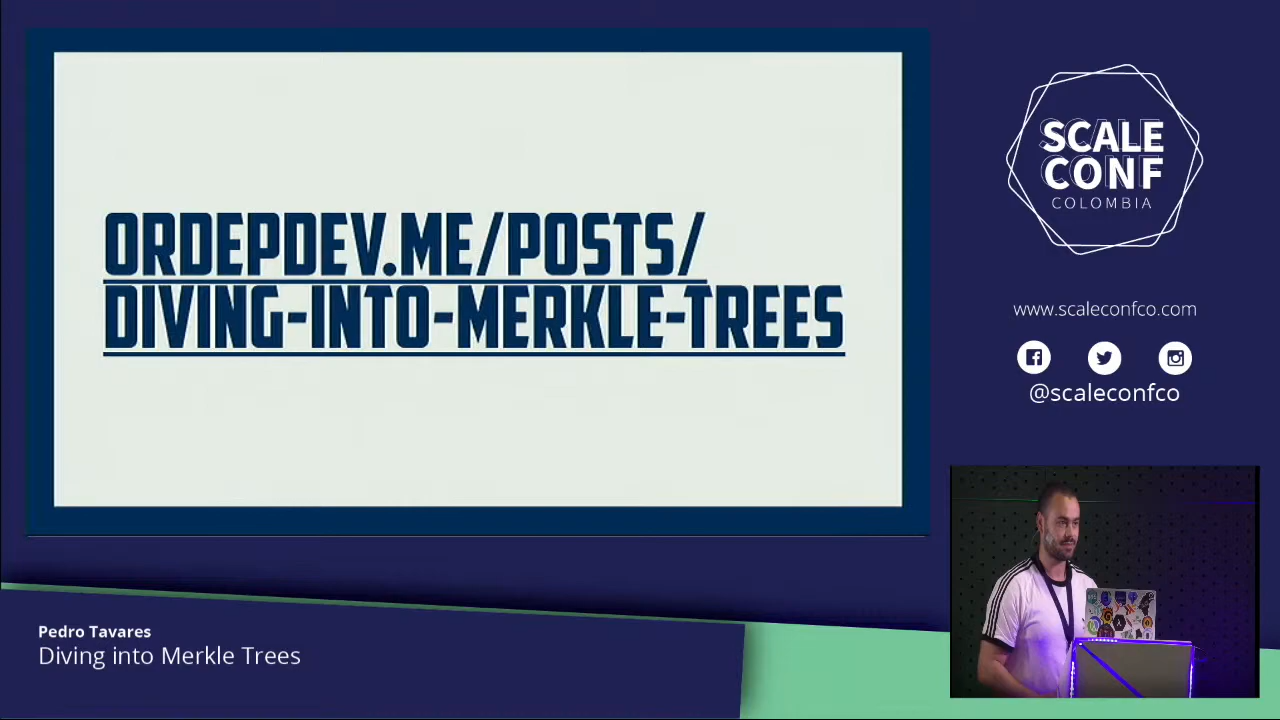 ORDEPDEV.ME/POSTS/
DIVING-INTO-MERKLE-TREES
SCALE
CONF
COLOMBIA
www.scaleconfco.com
@scaleconfco
Pedro Tavares
Diving into Merkle Trees